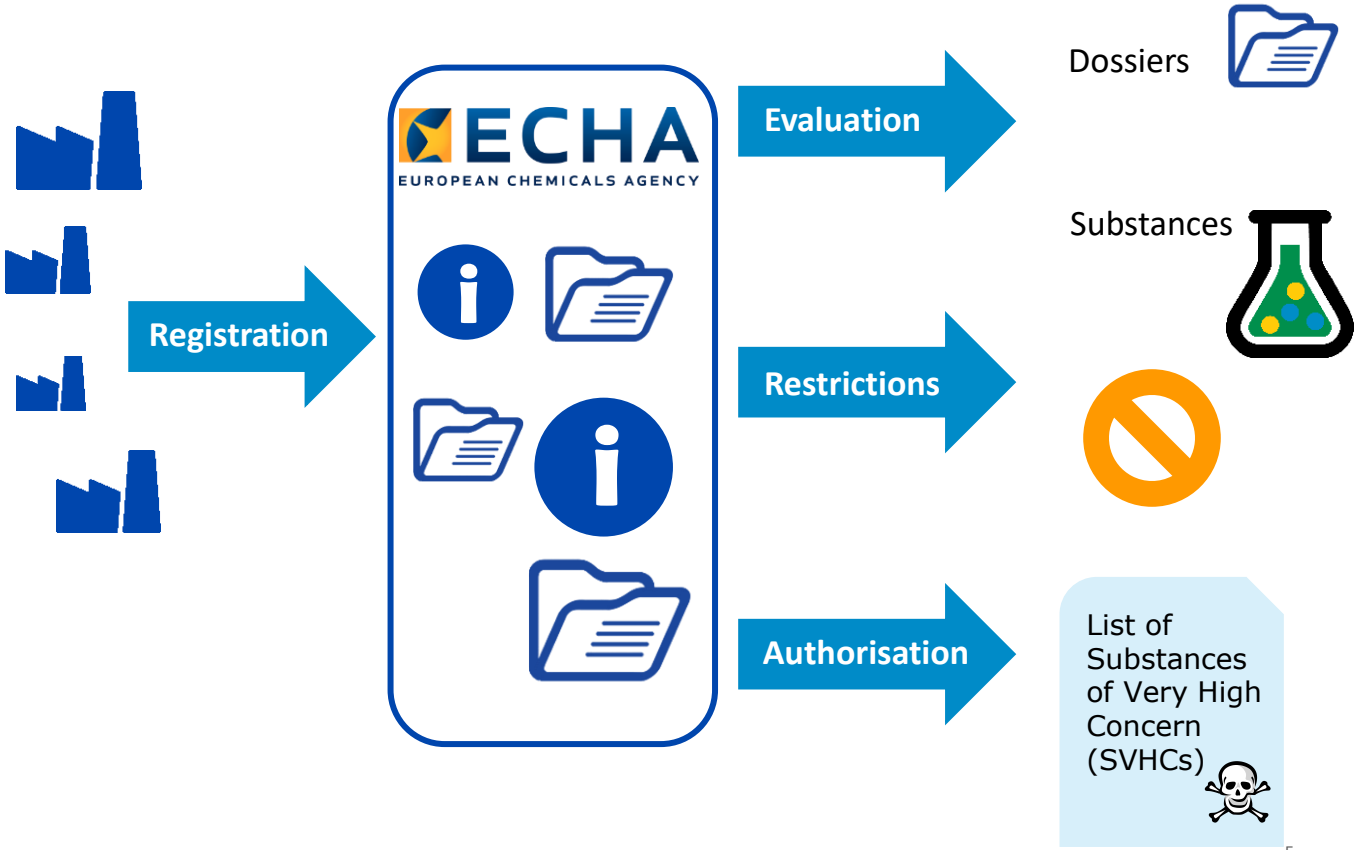 Dossiers
ECHA
EUROPEAN CHEMICALS AGENCY
Evaluation
Substances
Registration
Restrictions
Authorisation
List of
Substances
of Very High
Concern
(SVHCs)